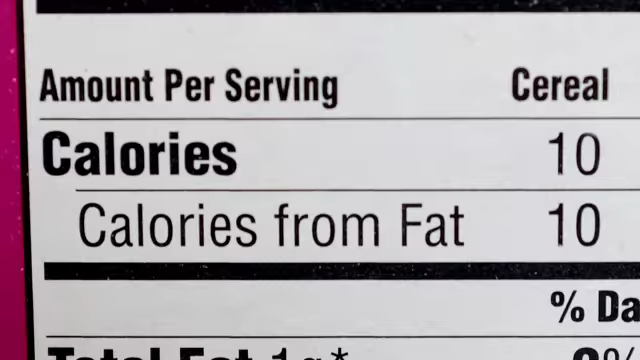 Amount Per Serving Cereal
Calories 10
Calories from Fat 10
% Da
Total Fat 1g*